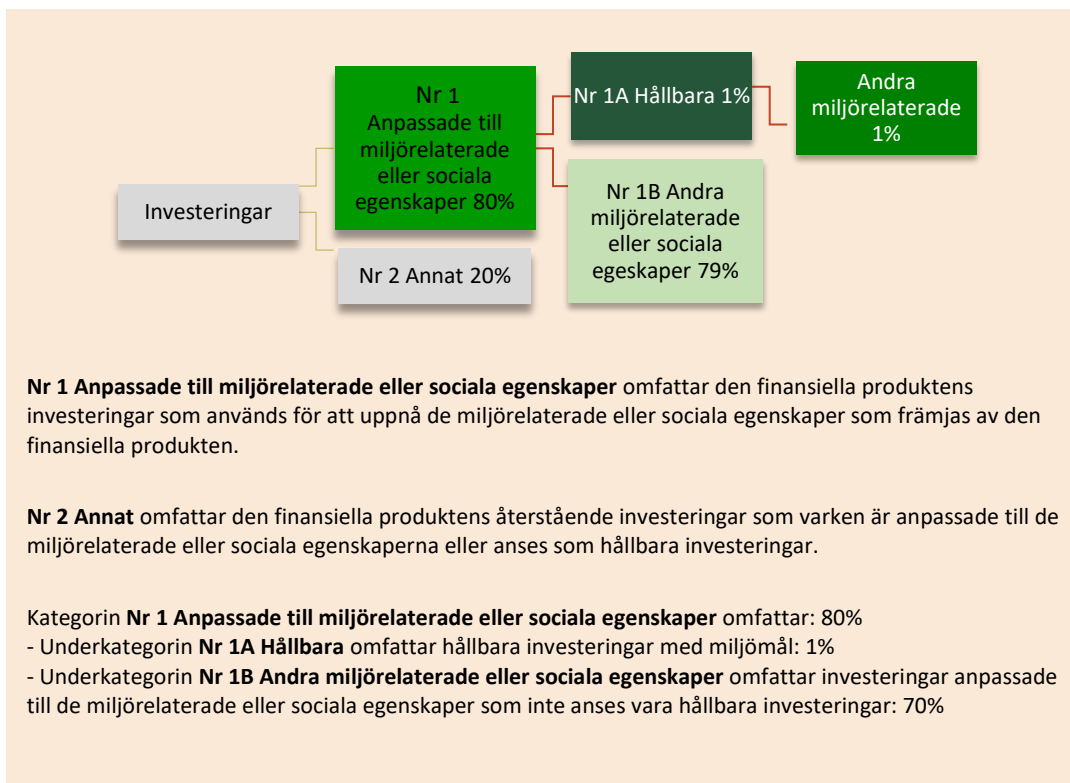 Investeringar
Nr 1
Anpassade till
miljörelaterade
eller sociala
egenskaper 80%
Nr 2 Annat 20%
Nr 1A Hållbara 1%
Nr 1B Andra
miljörelaterade
eller sociala
egeskaper 79%
Andra
miljörelaterade
1%
Nr 1 Anpassade till miljörelaterade eller sociala egenskaper omfattar den finansiella produktens
investeringar som används för att uppnå de miljörelaterade eller sociala egenskaper som främjas av den
finansiella produkten.
Nr 2 Annat omfattar den finansiella produktens återstående investeringar som varken är anpassade till de
miljörelaterade eller sociala egenskaperna eller anses som hållbara investeringar.
Kategorin Nr 1 Anpassade till miljörelaterade eller sociala egenskaper omfattar: 80%
- Underkategorin Nr 1A Hållbara omfattar hållbara investeringar med miljömål: 1%
- Underkategorin Nr 1B Andra miljörelaterade eller sociala egenskaper omfattar investeringar anpassade
till de miljörelaterade eller sociala egenskaper som inte anses vara hållbara investeringar: 70%